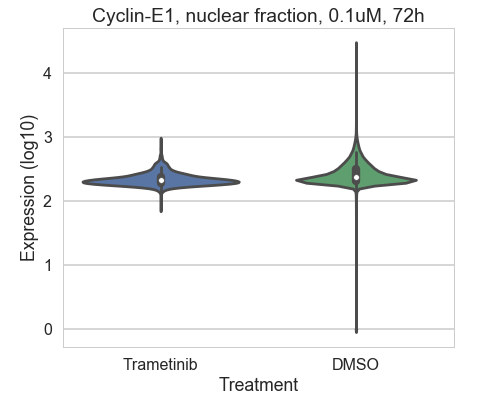 Cyclin-E1, nuclear fraction, 0.1uM, 72h
Expression (log10)
4
3
2
1
0
Trametinib DMSO
Treatment